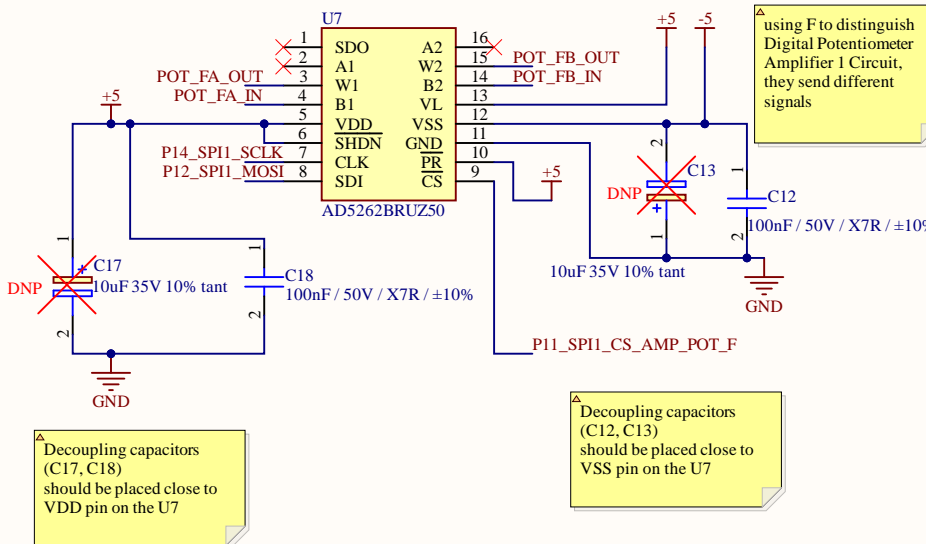 U7
1
SDO
A2
16
2
A1
W2
15
POT_FB_OUT
POT_FA_OUT
3
W1
B2
14
POT_FB_IN
POT_FA_IN
4
B1
VL
13
+5
5
VDD
VSS
12
6
SHDN
GND
11
P14_SPI1_SCLK
7
CLK
PR
10
P12_SPI1_MOSI
8
SDI
CS
9
AD5262BRUZ50
+5
-5
+5
using F to distinguish
Digital Potentiometer
Amplifier 1 Circuit,
they send different
signals
2
C13
DNP
+
1
10uF 35V 10% tant
1
C12
2
100nF / 50V / X7R / ±10%
GND
1
+
C17
DNP
10uF 35V 10% tant
2
1
C18
100nF / 50V / X7R / ±10%
2
GND
P11_SPI1_CS_AMP_POT_F
Decoupling capacitors
(C17, C18)
should be placed close to
VDD pin on the U7
Decoupling capacitors
(C12, C13)
should be placed close to
VSS pin on the U7